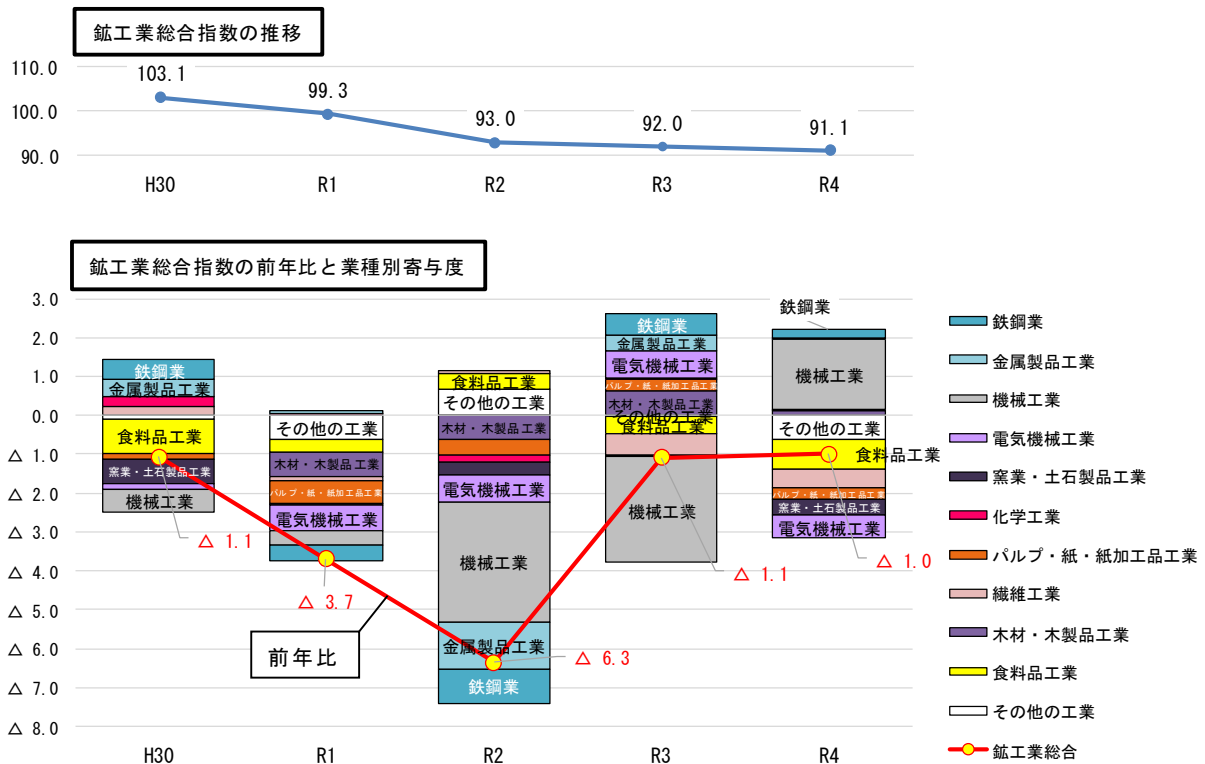 鉱工業総合指数の推移
110.0
100.0
90.0
103.1
99.3
93.0
92.0
91.1
H30
R1
R2
R3
R4
鉱工業総合指数の前年比と業種別寄与度
3.0
2.0
1.0
0.0
△ 1.0
△ 2.0
△ 3.0
△ 4.0
△ 5.0
△ 6.0
△ 7.0
△ 8.0
鉄鋼業
金属製品工業
食料品工業
窯業・土石製品工業
機械工業
△ 1.1
その他の工業
木材・木製品工業
パルプ・紙・紙加工品工業
電気機械工業
△ 3.7
前年比
食料品工業
その他の工業
木材・木製品工業
電気機械工業
機械工業
金属製品工業
鉄鋼業
△ 6.3
鉄鋼業
金属製品工業
電気機械工業
パルプ・紙・紙加工品工業
木材・木製品工業
その他の工業
食料品工業
機械工業
△ 1.1
鉄鋼業
機械工業
その他の工業
食料品工業
パルプ・紙・紙加工品工業
窯業・土石製品工業
電気機械工業
△ 1.0
H30
R1
R2
R3
R4
鉄鋼業
金属製品工業
機械工業
電気機械工業
窯業・土石製品工業
化学工業
パルプ・紙・紙加工品工業
繊維工業
木材・木製品工業
食料品工業
その他の工業
鉱工業総合